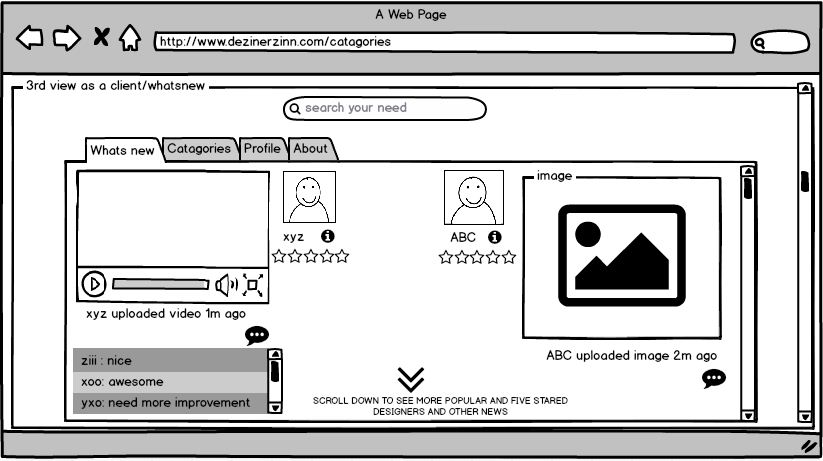 A Web Page
http://www.dezinerzinn.com/catagories
3rd view as a client/whatsnew
search your need
Whats new
Catagories
Profile
About
image
xyz
ABC
xyz uploaded video 1m ago
ABC uploaded image 2m ago
ziii : nice
xoo: awesome
yxo: need more improvement
SCROLL DOWN TO SEE MORE POPULAR AND FIVE STARED
DESIGNERS AND OTHER NEWS